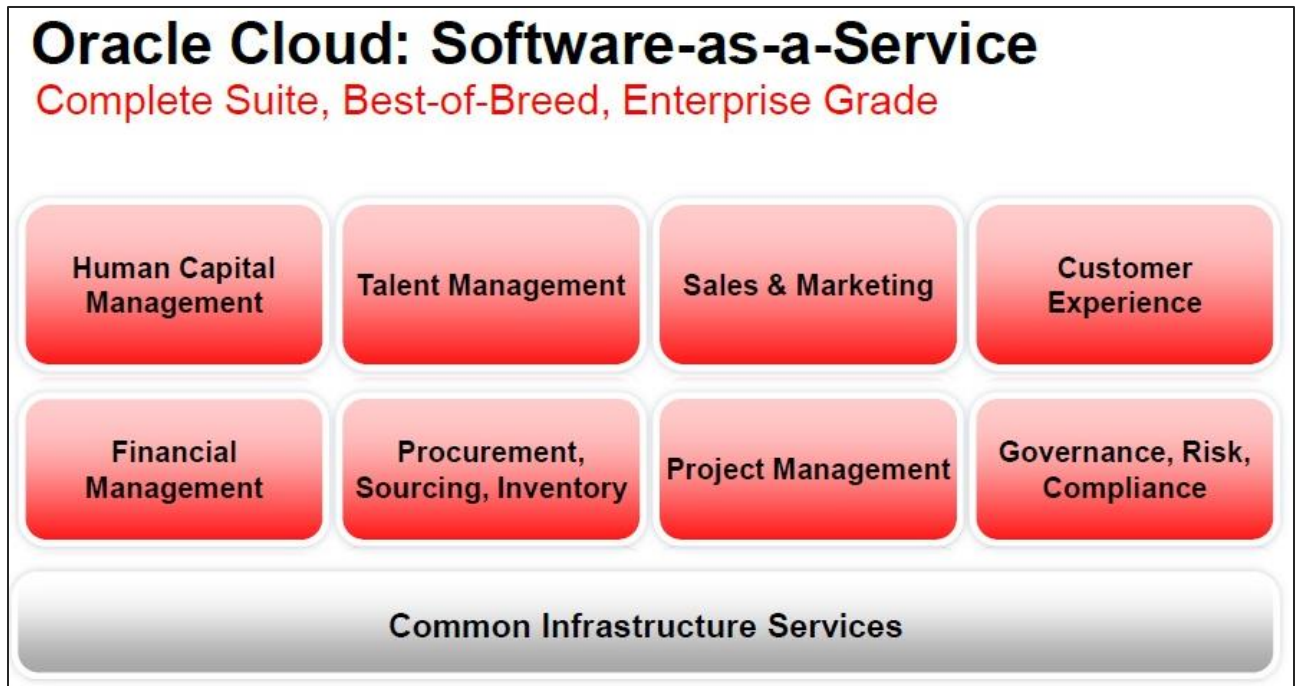 Oracle Cloud: Software-as-a-Service
Complete Suite, Best-of-Breed, Enterprise Grade
Human Capital
Management
Talent Management
Sales & Marketing
Customer
Experience
Financial
Management
Procurement,
Sourcing, Inventory
Project Management
Governance, Risk,
Compliance
Common Infrastructure Services